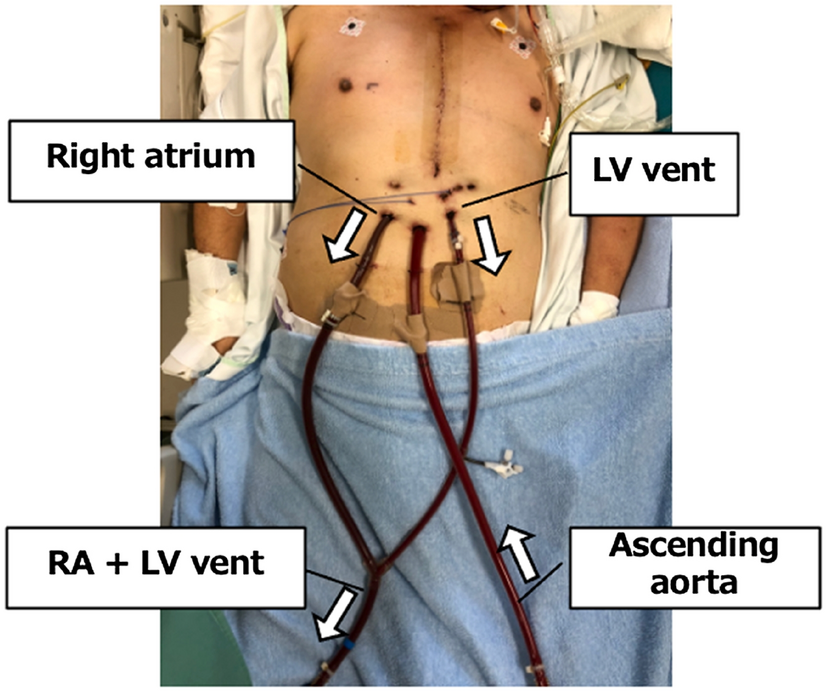 Right atrium
LV vent
RA + LV vent
Ascending
aorta